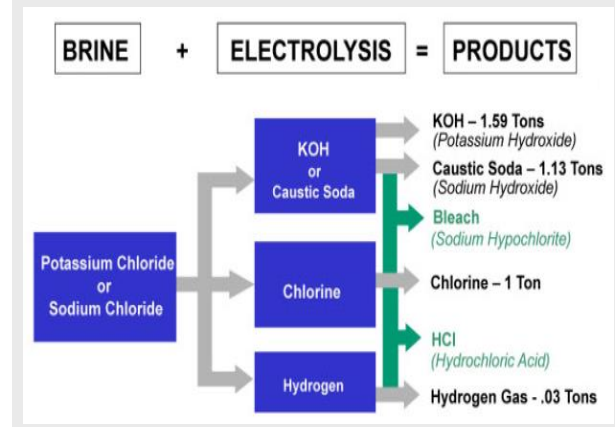 BRINE + ELECTROLYSIS = PRODUCTS
Potassium Chloride
or
Sodium Chloride
KOH
or
Caustic Soda
Chlorine
Hydrogen
KOH – 1.59 Tons
(Potassium Hydroxide)
Caustic Soda – 1.13 Tons
(Sodium Hydroxide)
Bleach
(Sodium Hypochlorite)
Chlorine – 1 Ton
HCl
(Hydrochloric Acid)
Hydrogen Gas - .03 Tons